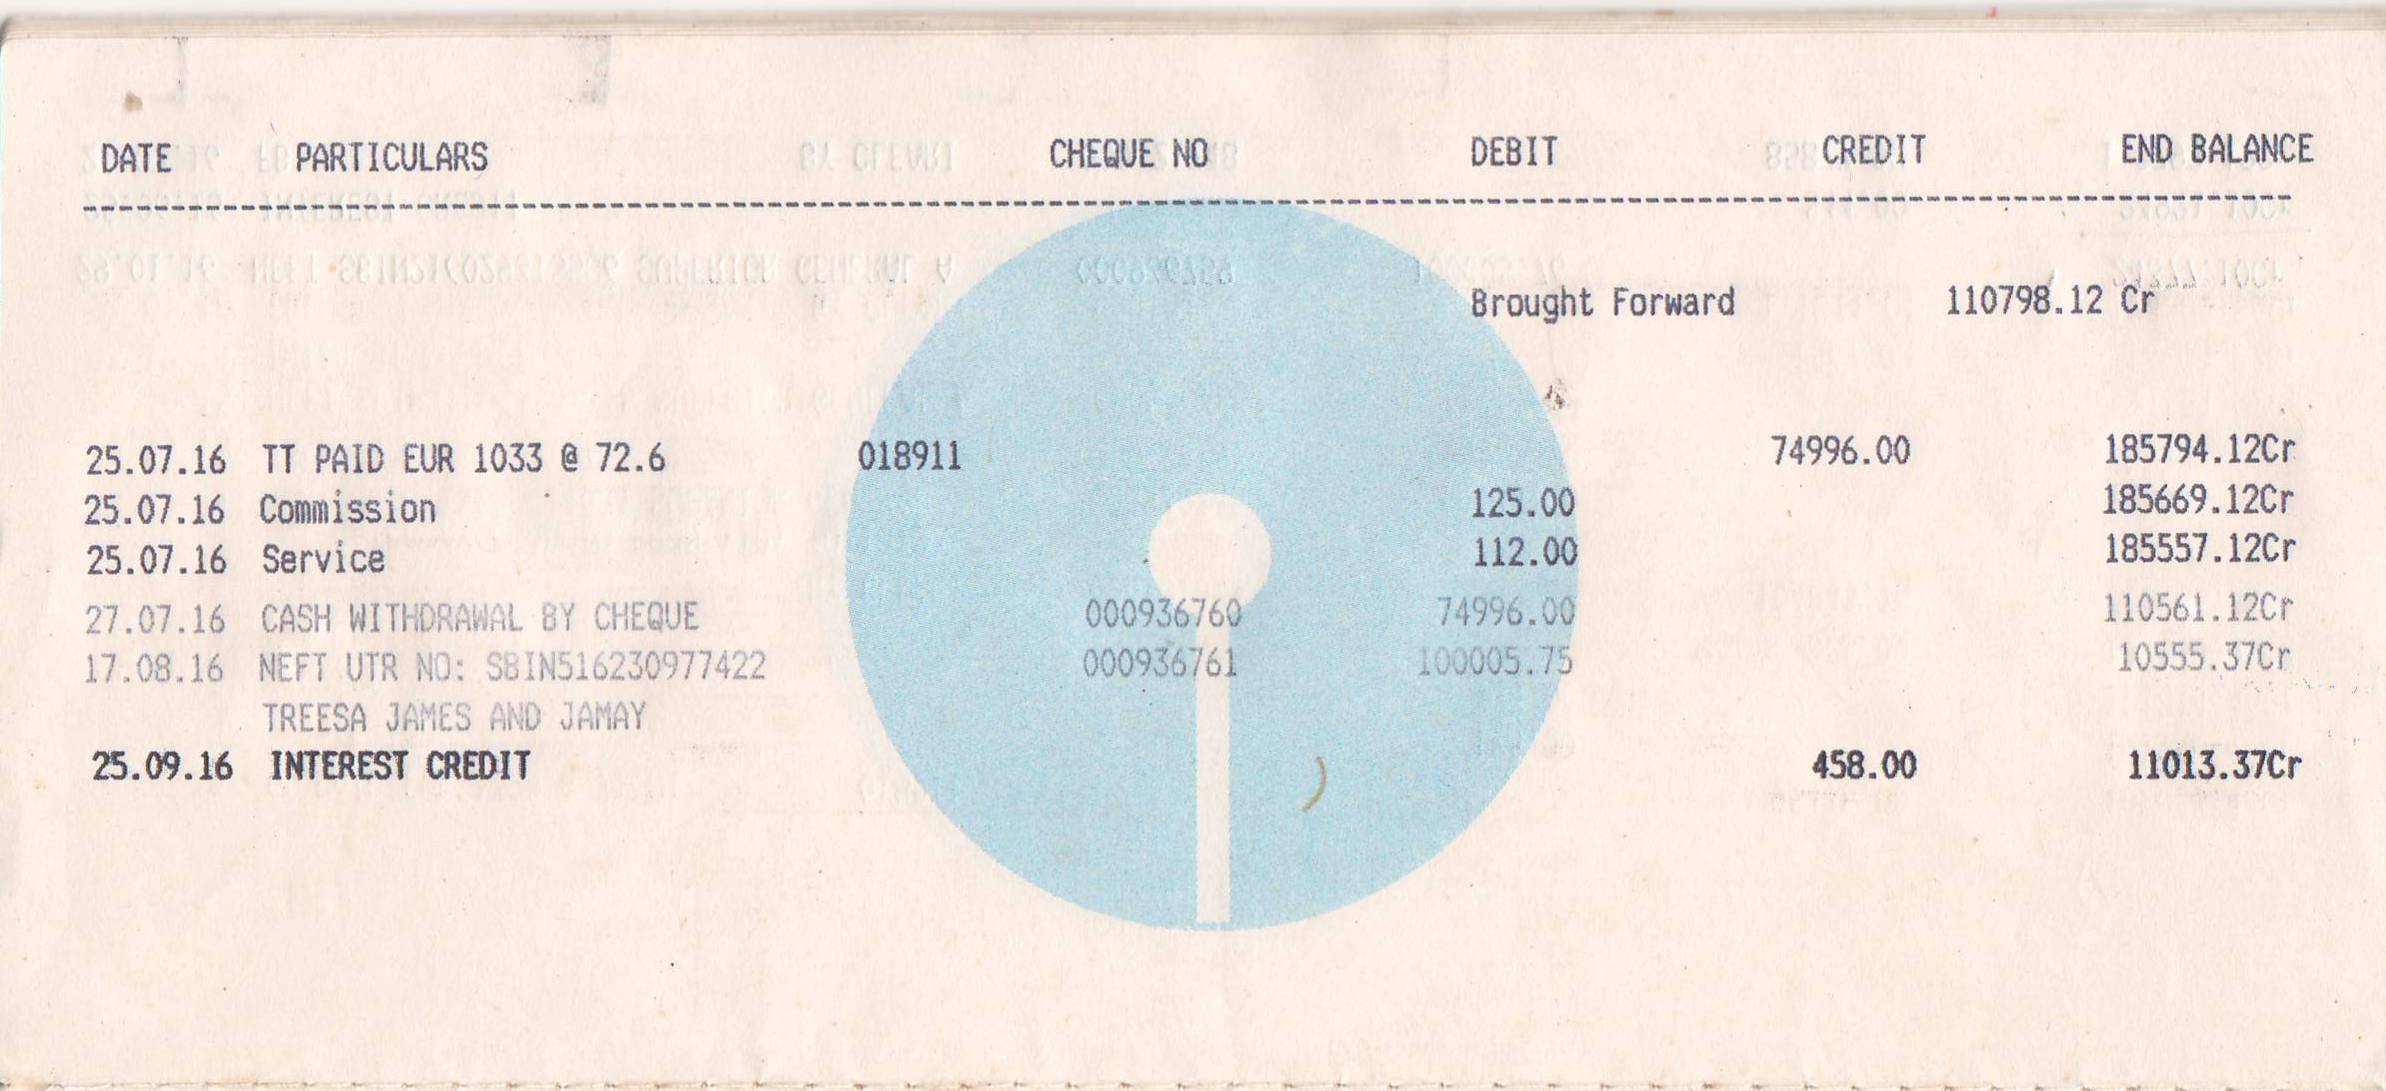 DATE PARTICULARS CHEQUE NO DEBIT CREDIT END BALANCE
Brought Forward 110798.12 Cr
25.07.16 TT PAID EUR 1033 @ 72.6 018911 74996.00 185794.12Cr
25.07.16 Commission 125.00 185669.12Cr
25.07.16 Service 112.00 185557.12Cr
27.07.16 CASH WITHDRAWAL BY CHEQUE 000936760 74996.00 110561.12Cr
17.08.16 NEFT UTR NO: SBIN516230977422 000936761 100005.75 10555.37Cr
TREESA JAMES AND JAMAY
25.09.16 INTEREST CREDIT 458.00 11013.37Cr